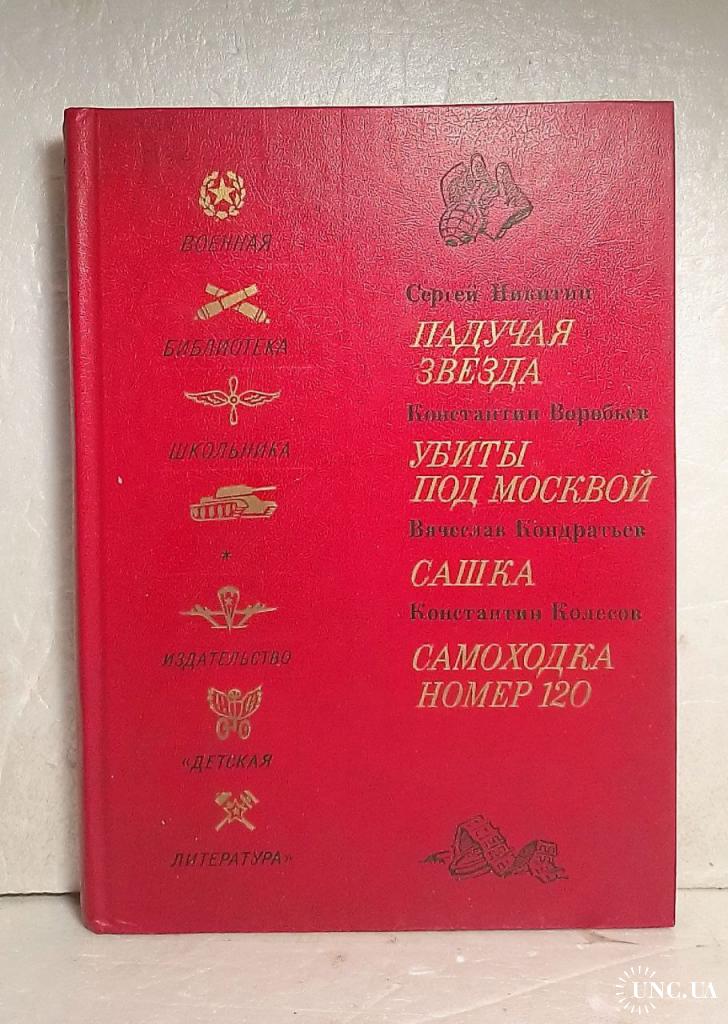 ВОЕННАЯ
БИБЛИОТЕКА
ШКОЛЬНИКА
*
ИЗДАТЕЛЬСТВО
«ДЕТСКАЯ
ЛИТЕРАТУРА»
Сергей Никитин
ПАДУЧАЯ
ЗВЕЗДА
Константин Воробьев
УБИТЫ
ПОД МОСКВОЙ
Вячеслав Кондратьев
САШКА
Константин Колесов
САМОХОДКА
НОМЕР 120
UNC.UA